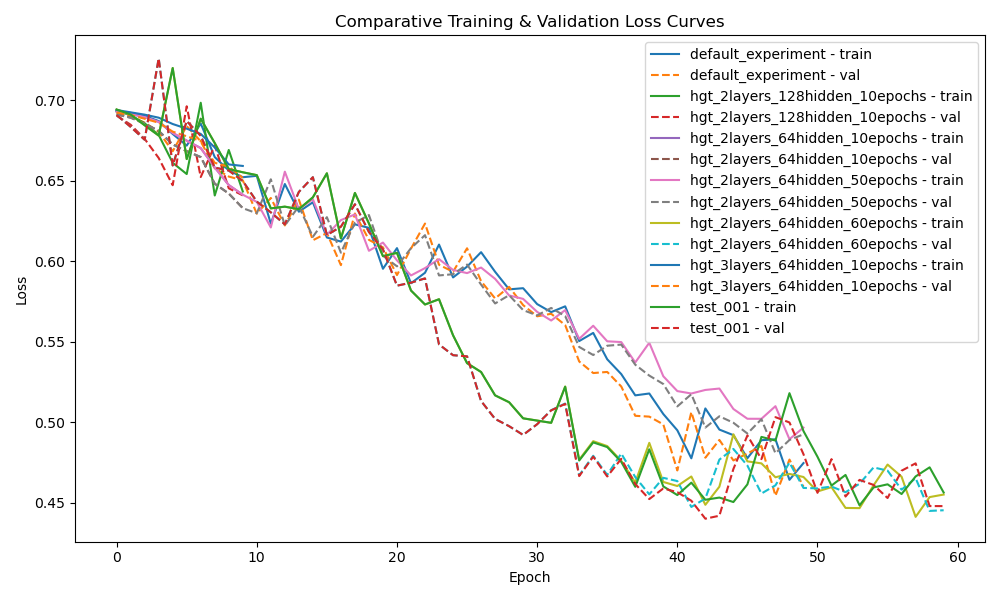 Comparative Training & Validation Loss Curves
default_experiment - train
default_experiment - val
hgt_2layers_128hidden_10epochs - train
hgt_2layers_128hidden_10epochs - val
hgt_2layers_64hidden_10epochs - train
hgt_2layers_64hidden_10epochs - val
hgt_2layers_64hidden_50epochs - train
hgt_2layers_64hidden_50epochs - val
hgt_2layers_64hidden_60epochs - train
hgt_2layers_64hidden_60epochs - val
hgt_3layers_64hidden_10epochs - train
hgt_3layers_64hidden_10epochs - val
test_001 - train
test_001 - val
0.70
0.65
0.60
0.55
0.50
0.45
Loss
0 10 20 30 40 50 60
Epoch